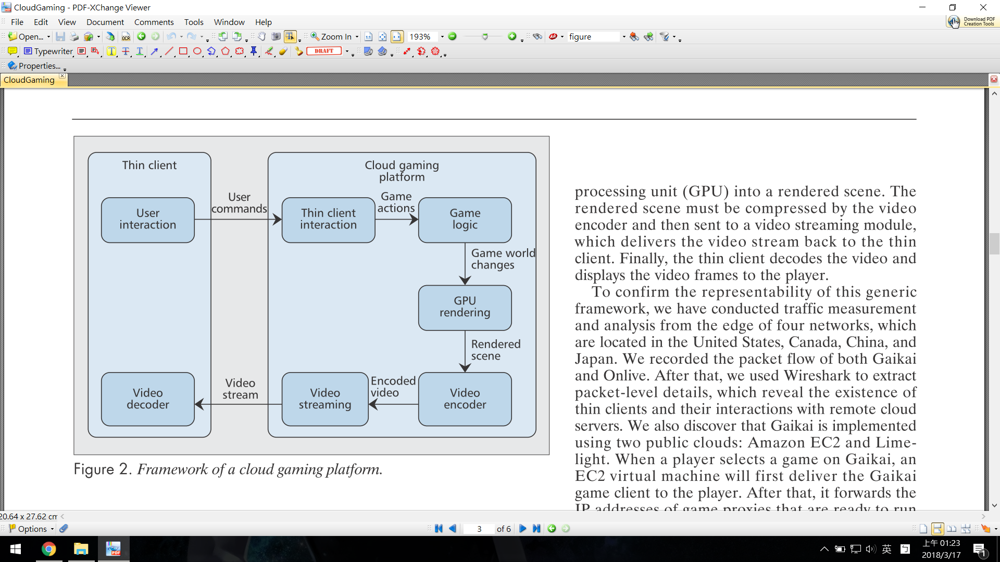 CloudGaming - PDF-XChange Viewer
File Edit View Document Comments Tools Window Help
Download PDF
Creation Tools
Open...
OCR
Zoom In
1:1
193%
Ask
figure
Typewriter
T T T
DRAFT
Properties...
CloudGaming
Thin client
Cloud gaming
platform
User
interaction
User
commands
Thin client
interaction
Game
actions
Game
logic
Game world
changes
GPU
rendering
Rendered
scene
Video
decoder
Video
stream
Video
streaming
Encoded
video
Video
encoder
Figure 2. Framework of a cloud gaming platform.
processing unit (GPU) into a rendered scene. The
rendered scene must be compressed by the video
encoder and then sent to a video streaming module,
which delivers the video stream back to the thin
client. Finally, the thin client decodes the video and
displays the video frames to the player.
To confirm the representability of this generic
framework, we have conducted traffic measurement
and analysis from the edge of four networks, which
are located in the United States, Canada, China, and
Japan. We recorded the packet flow of both Gaikai
and Onlive. After that, we used Wireshark to extract
packet-level details, which reveal the existence of
thin clients and their interactions with remote cloud
servers. We also discover that Gaikai is implemented
using two public clouds: Amazon EC2 and Lime-
light. When a player selects a game on Gaikai, an
EC2 virtual machine will first deliver the Gaikai
game client to the player. After that, it forwards the
IP addresses of game proxies that are ready to run
20.64 x 27.62 cm
Options
3 of 6
PDF
英
上午 01:23
2018/3/17
1